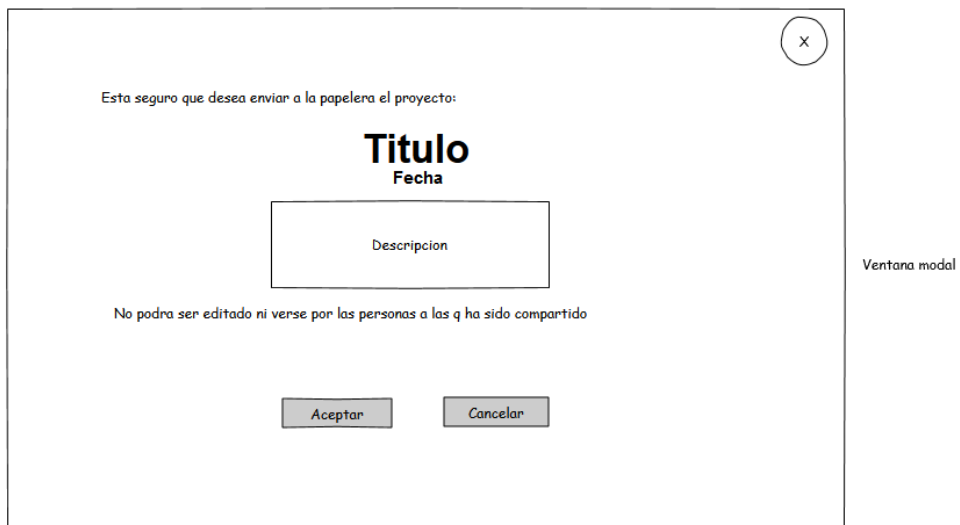 X
Esta seguro que desea enviar a la papelera el proyecto:
Titulo
Fecha
Descripcion
Ventana modal
No podra ser editado ni verse por las personas a las q ha sido compartido
Aceptar
Cancelar